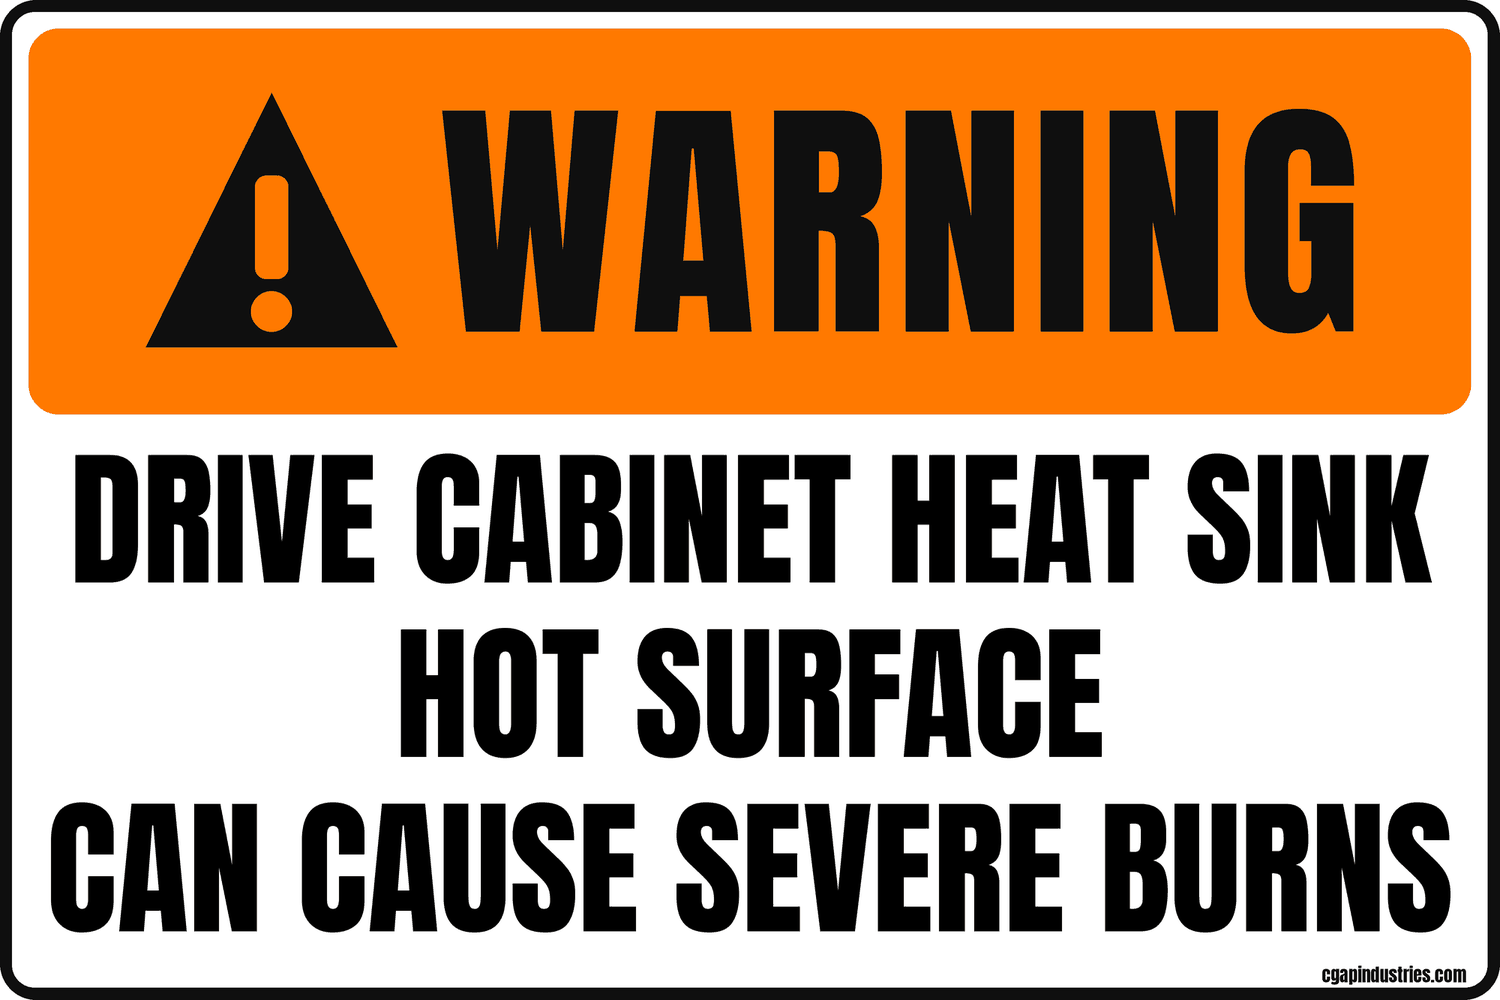 WARNING
DRIVE CABINET HEAT SINK
HOT SURFACE
CAN CAUSE SEVERE BURNS
cgapindustries.com